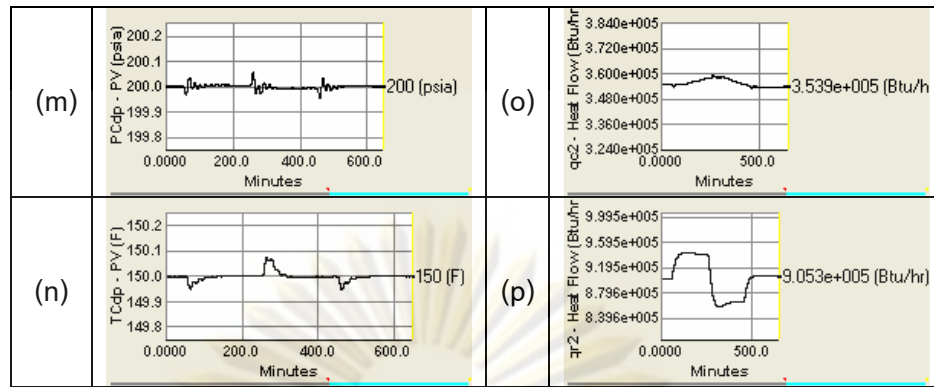 (m)
PCdp - PV (psia)
200.2
200.1
200.0
199.9
199.8
0.0000 200.0 400.0 600.0
Minutes
200 (psia)
(o)
qc2 - Heat Flow (Btu/hr
3.840e+005
3.720e+005
3.600e+005
3.480e+005
3.360e+005
3.240e+005
0.0000 500.0
Minutes
3.539e+005 (Btu/h
(n)
TCdp - PV (F)
150.2
150.1
150.0
149.9
149.8
0.0000 200.0 400.0 600.0
Minutes
150 (F)
(p)
qr2 - Heat Flow (Btu/hr
9.995e+005
9.595e+005
9.195e+005
8.796e+005
8.396e+005
0.0000 500.0
Minutes
9.053e+005 (Btu/hr)